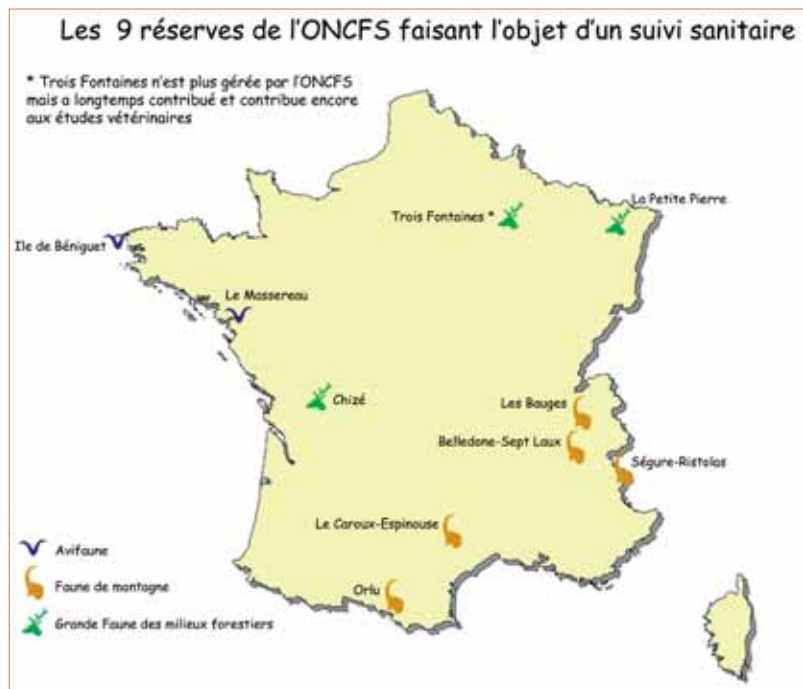 Les 9 réserves de l'ONCFS faisant l'objet d'un suivi sanitaire
* Trois Fontaines n'est plus gérée par l'ONCFS
mais a longtemps contribué et contribue encore
aux études vétérinaires
La Petite Pierre
Trois Fontaines *
Ile de Béniguet
Le Massereau
Chizé
Les Bauges
Belledone-Sept Laux
Ségure-Ristolas
Le Caroux-Espinouse
Orlu
Avifaune
Faune de montagne
Grande Faune des milieux forestiers